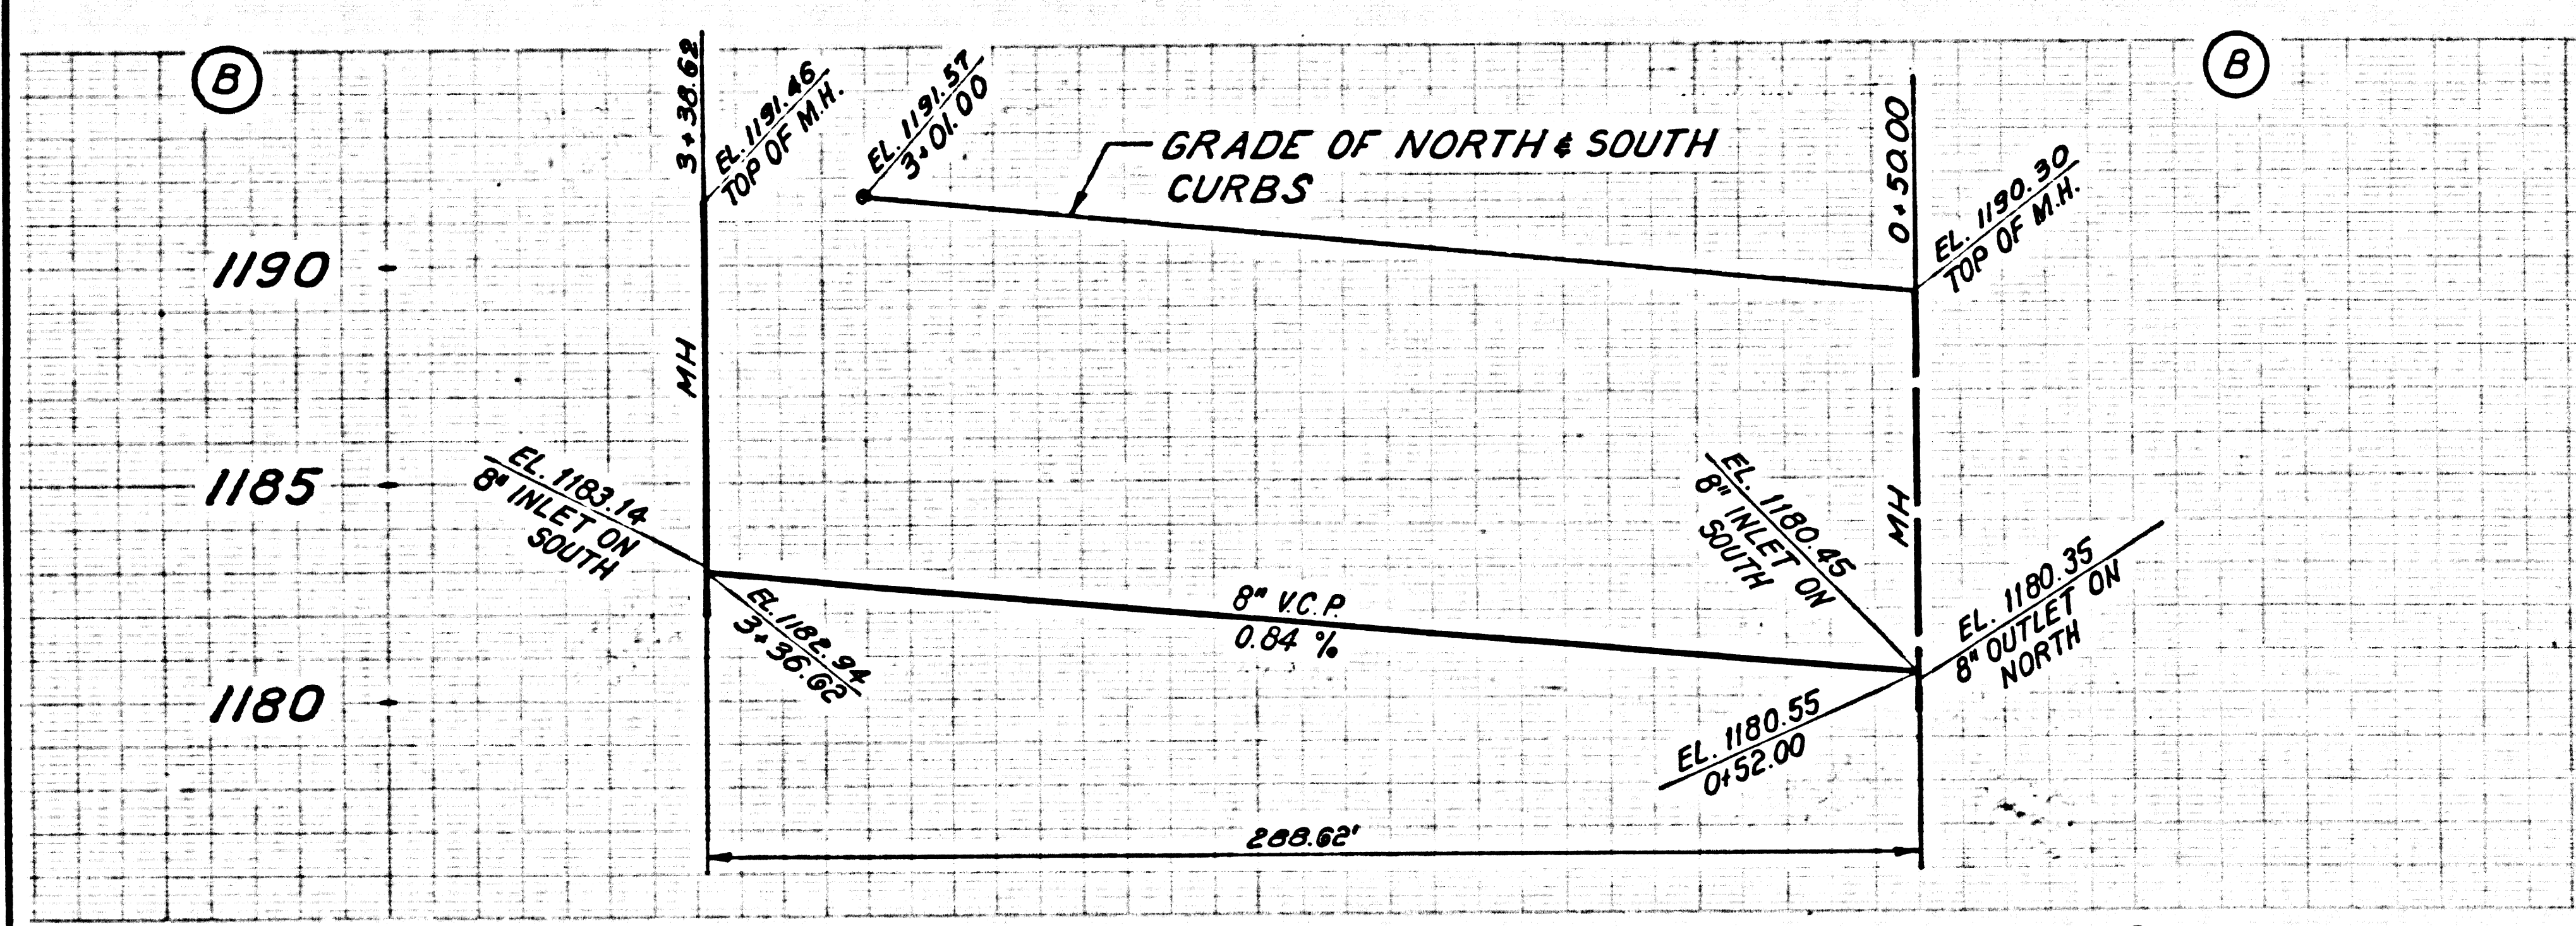 B
B
3+38.62
EL. 1191.46
TOP OF M.H.
EL. 1191.57
3+01.00
GRADE OF NORTH & SOUTH
CURBS
0+50.00
EL. 1190.30
TOP OF M.H.
1190
MH
1185
EL. 1183.14
8" INLET ON
SOUTH
EL. 1180.45
8" INLET ON
SOUTH
MH
EL. 1182.94
3+36.62
8" V.C.P.
0.84 %
EL. 1180.35
8" OUTLET ON
NORTH
1180
EL. 1180.55
0+52.00
288.62'